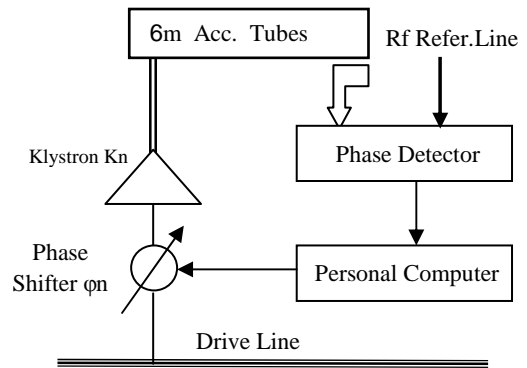 6m Acc. Tubes
Rf Refer.Line
Klystron Kn
Phase Detector
Phase
Shifter φn
Personal Computer
Drive Line